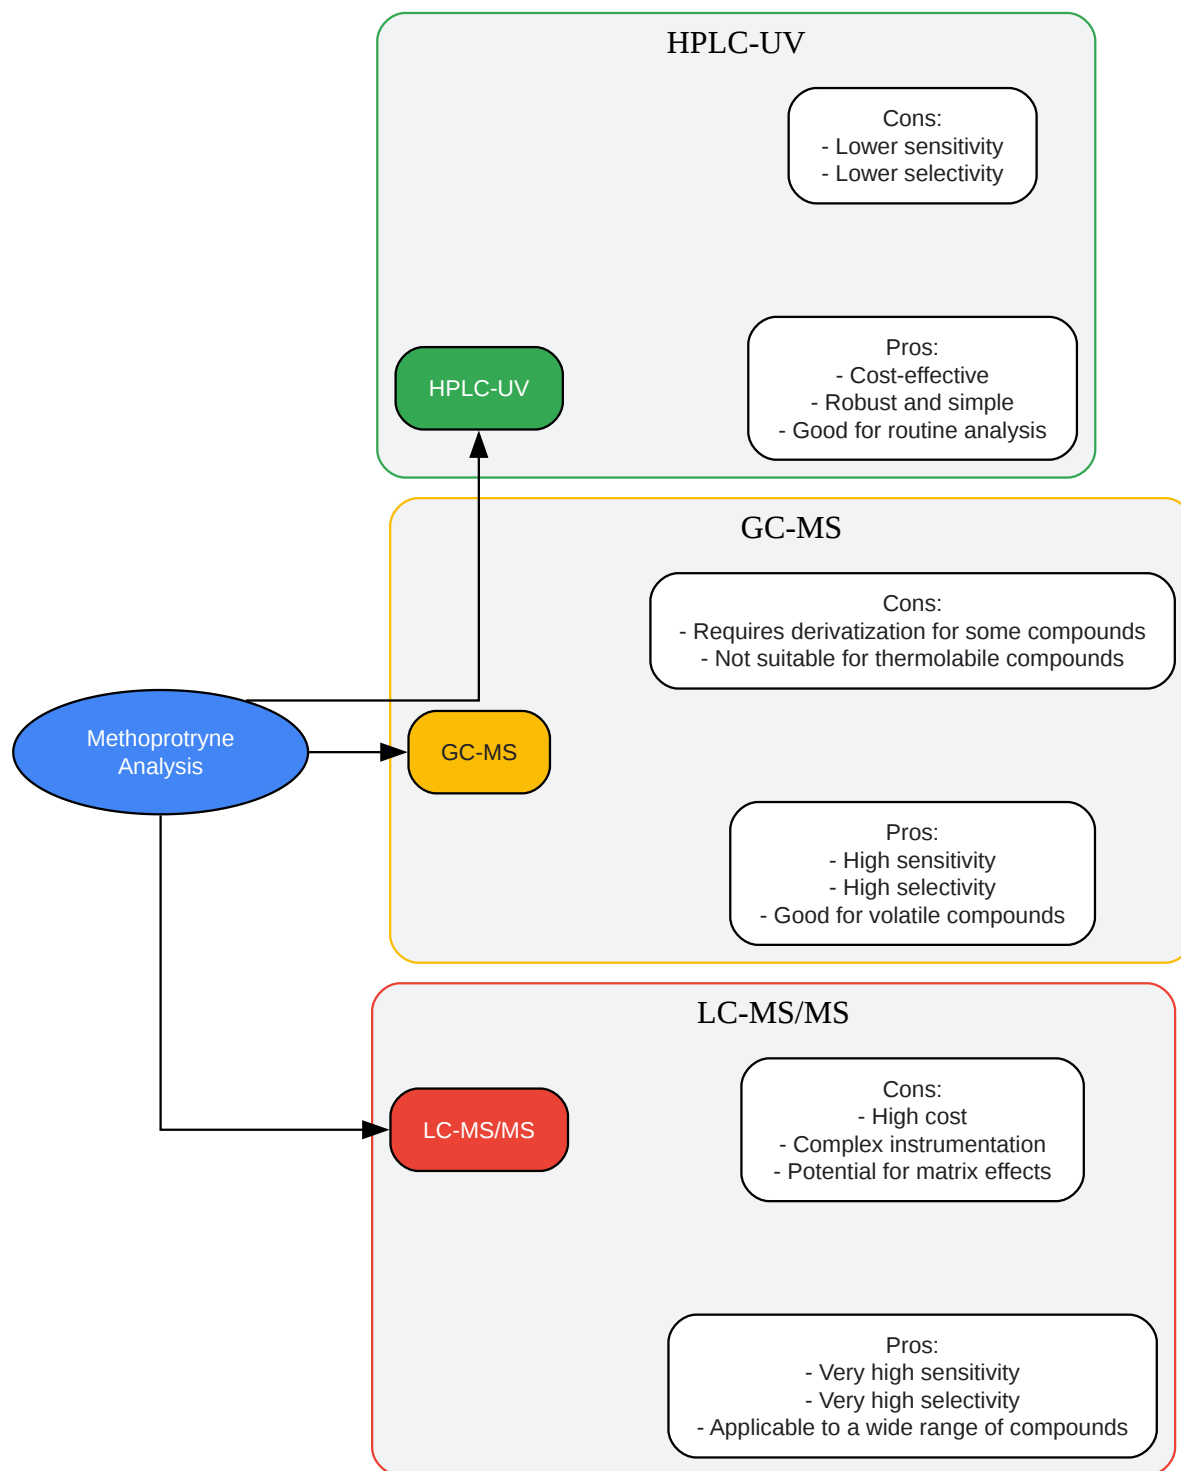 HPLC-UV
Cons:
- Lower sensitivity
- Lower selectivity
Pros:
- Cost-effective
- Robust and simple
- Good for routine analysis
HPLC-UV
GC-MS
Cons:
- Requires derivatization for some compounds
- Not suitable for thermolabile compounds
Methoprotryne
Analysis
GC-MS
Pros:
- High sensitivity
- High selectivity
- Good for volatile compounds
LC-MS/MS
Cons:
- High cost
- Complex instrumentation
- Potential for matrix effects
LC-MS/MS
Pros:
- Very high sensitivity
- Very high selectivity
- Applicable to a wide range of compounds